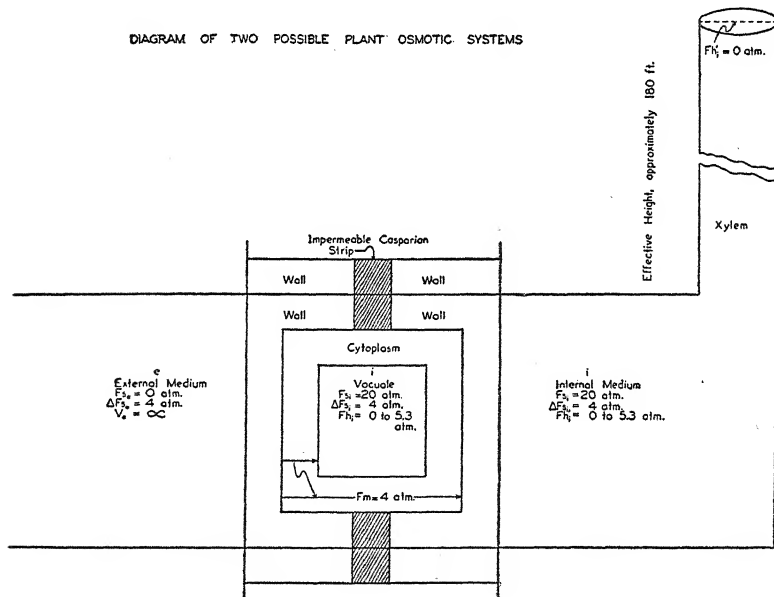 DIAGRAM OF TWO POSSIBLE PLANT OSMOTIC SYSTEMS
Fh'ᵢ = 0 atm.
Effective Height, approximately 180 ft.
Xylem
Impermeable Casparian
Strip
Wall
Wall
Wall
Wall
Cytoplasm
e
External Medium
Fsₑ = 0 atm.
ΔFsₑ = 4 atm.
Vₑ = ∞
i
Vacuole
Fsᵢ = 20 atm.
ΔFsᵢ = 4 atm.
Fhᵢ = 0 to 5.3
atm.
i
Internal Medium
Fsᵢ = 20 atm.
ΔFsᵢ = 4 atm.
Fhᵢ = 0 to 5.3 atm.
Fm = 4 atm.